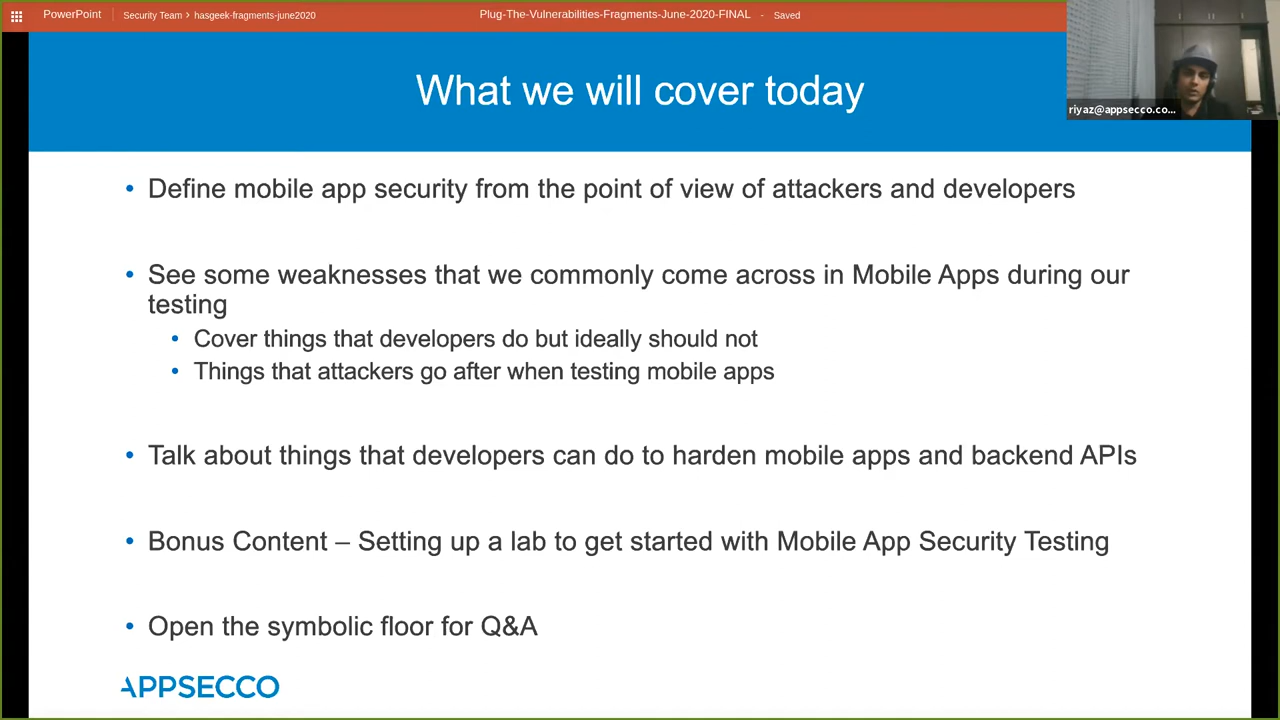 PowerPoint
Security Team > hasgeek-fragments-june2020
Plug-The-Vulnerabilities-Fragments-June-2020-FINAL - Saved
riyaz@appsecco.co...
What we will cover today
• Define mobile app security from the point of view of attackers and developers
• See some weaknesses that we commonly come across in Mobile Apps during our
testing
• Cover things that developers do but ideally should not
• Things that attackers go after when testing mobile apps
• Talk about things that developers can do to harden mobile apps and backend APIs
• Bonus Content – Setting up a lab to get started with Mobile App Security Testing
• Open the symbolic floor for Q&A
APPSECCO